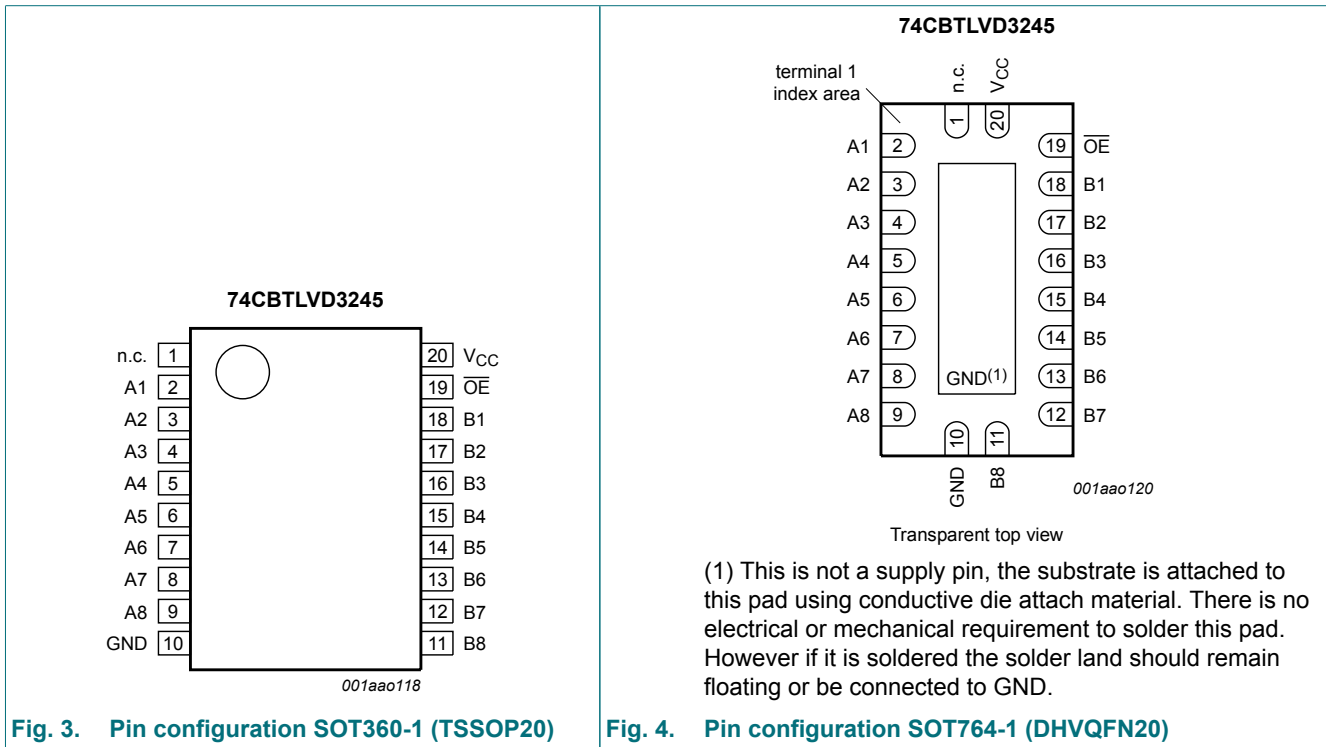 74CBTLVD3245
n.c. 1
A1 2
A2 3
A3 4
A4 5
A5 6
A6 7
A7 8
A8 9
GND 10
20 VCC
19 OE
18 B1
17 B2
16 B3
15 B4
14 B5
13 B6
12 B7
11 B8
001aao118
Fig. 3. Pin configuration SOT360-1 (TSSOP20)
74CBTLVD3245
terminal 1
index area
n.c.
VCC
1
20
A1 2
A2 3
A3 4
A4 5
A5 6
A6 7
A7 8
A8 9
19 OE
18 B1
17 B2
16 B3
15 B4
14 B5
13 B6
12 B7
GND(1)
10
11
GND
B8
001aao120
Transparent top view
(1) This is not a supply pin, the substrate is attached to
this pad using conductive die attach material. There is no
electrical or mechanical requirement to solder this pad.
However if it is soldered the solder land should remain
floating or be connected to GND.
Fig. 4. Pin configuration SOT764-1 (DHVQFN20)